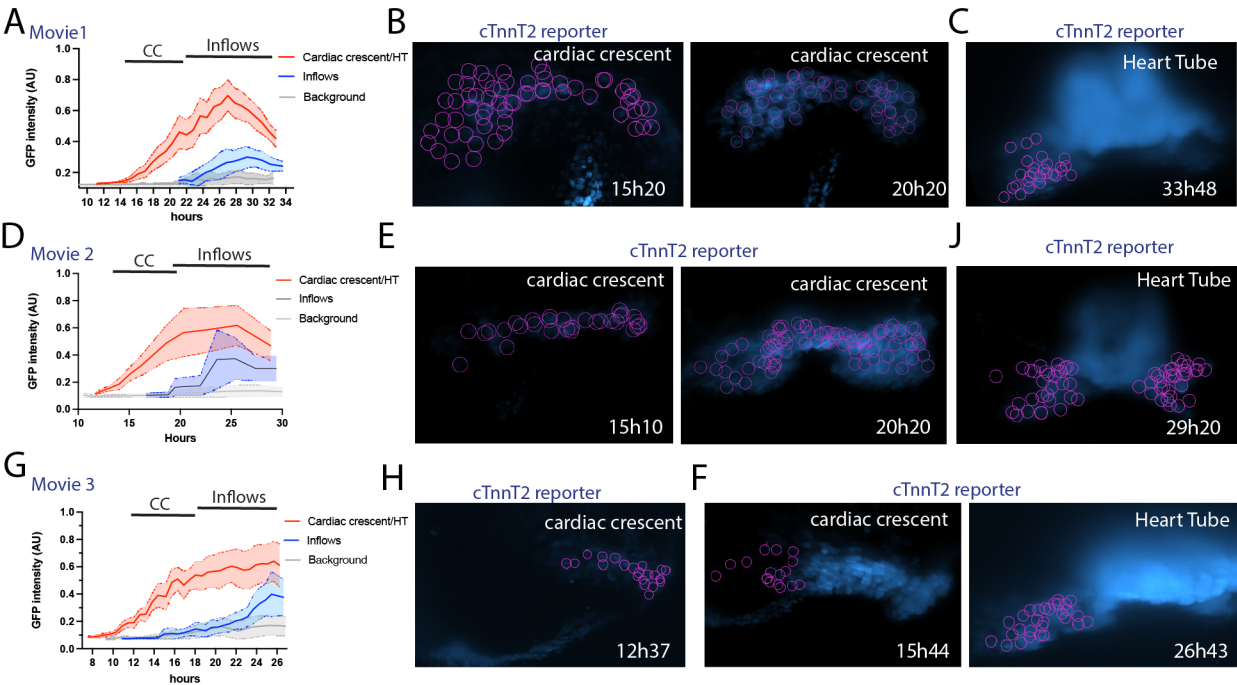 A
Movie1
CC
Inflows
Cardiac crescent/HT
Inflows
Background
GFP intensity (AU)
1.0
0.8
0.6
0.4
0.2
10 12 14 16 18 20 22 24 26 28 30 32 34
hours
B
cTnnT2 reporter
cardiac crescent
15h20
cardiac crescent
20h20
C
cTnnT2 reporter
Heart Tube
33h48
D
Movie 2
CC
Inflows
Cardiac crescent/HT
Inflows
Background
GFP intensity (AU)
1.0
0.8
0.6
0.4
0.2
0.0
10 15 20 25 30
Hours
E
cTnnT2 reporter
cardiac crescent
15h10
cardiac crescent
20h20
J
cTnnT2 reporter
Heart Tube
29h20
G
Movie 3
CC
Inflows
Cardiac crescent/HT
Inflows
Background
GFP intensity (AU)
1.0
0.8
0.6
0.4
0.2
0.0
8 10 12 14 16 18 20 22 24 26
hours
H
cTnnT2 reporter
cardiac crescent
12h37
F
cTnnT2 reporter
cardiac crescent
15h44
Heart Tube
26h43